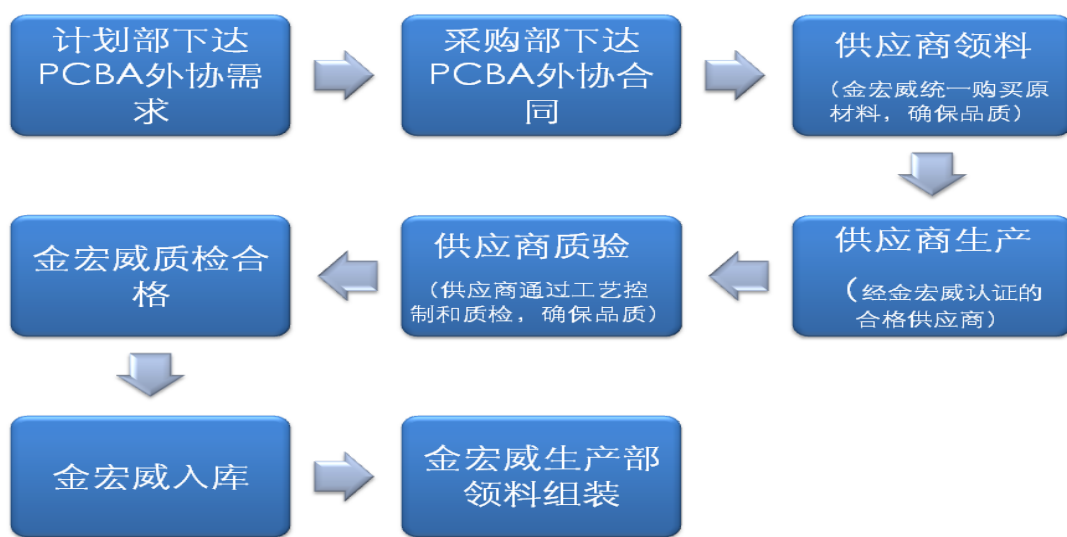 计划部下达
PCBA外协需
求
采购部下达
PCBA外协合
同
供应商领料
（金宏威统一购买原
材料，确保品质）
供应商生产
（经金宏威认证的
合格供应商）
供应商质验
（供应商通过工艺控
制和质检，确保品质）
金宏威质检合
格
金宏威入库
金宏威生产部
领料组装